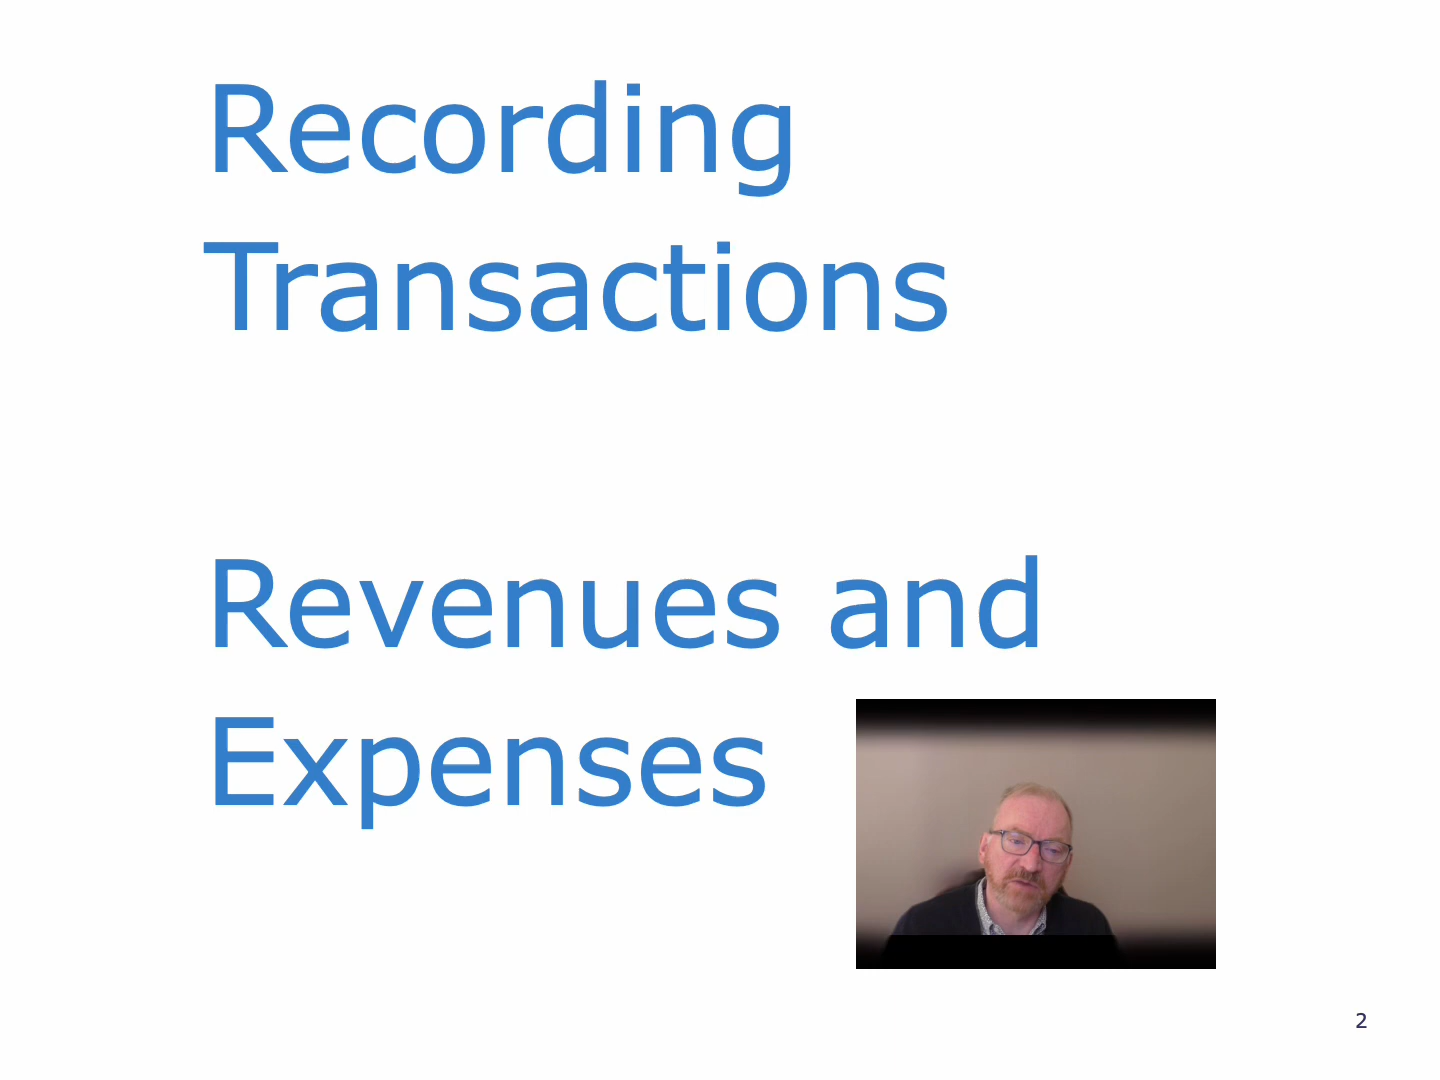 Recording
Transactions
Revenues and
Expenses
2